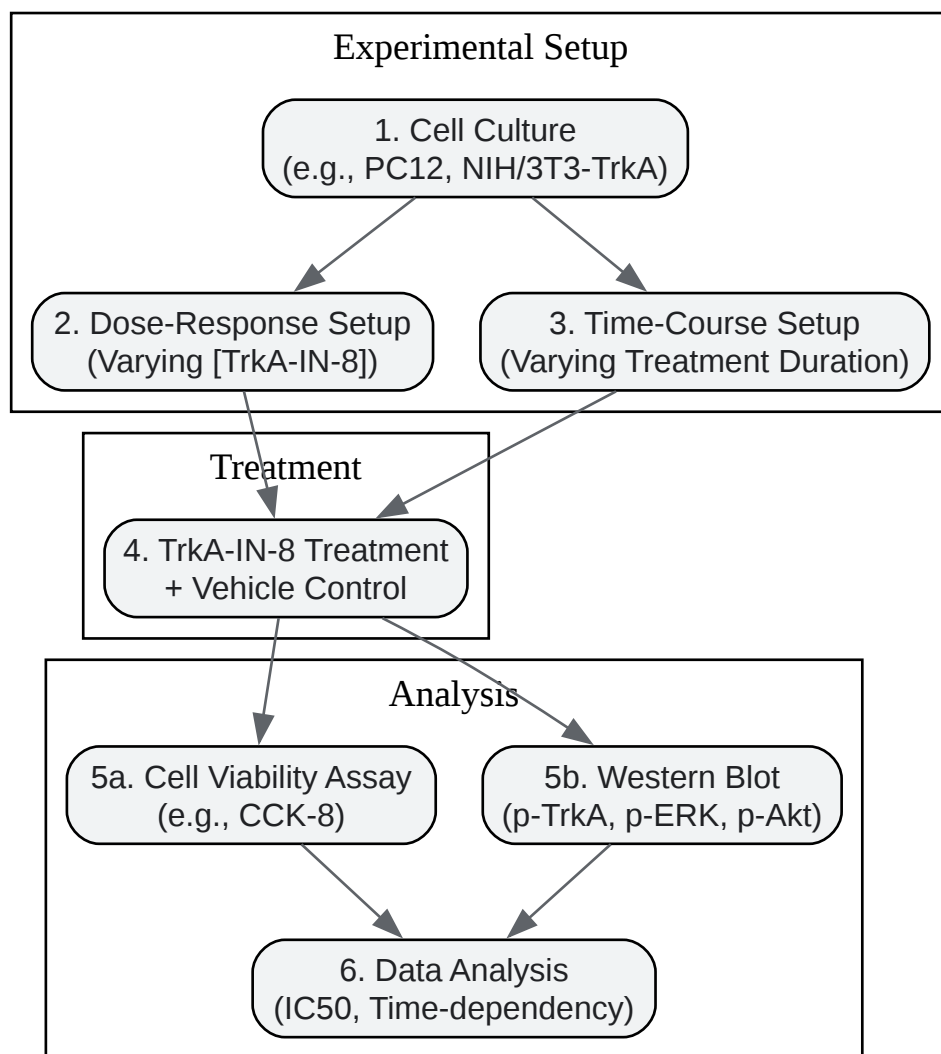 Experimental Setup
1. Cell Culture
(e.g., PC12, NIH/3T3-TrkA)
2. Dose-Response Setup
(Varying [TrkA-IN-8])
3. Time-Course Setup
(Varying Treatment Duration)
Treatment
4. TrkA-IN-8 Treatment
+ Vehicle Control
Analysis
5a. Cell Viability Assay
(e.g., CCK-8)
5b. Western Blot
(p-TrkA, p-ERK, p-Akt)
6. Data Analysis
(IC50, Time-dependency)